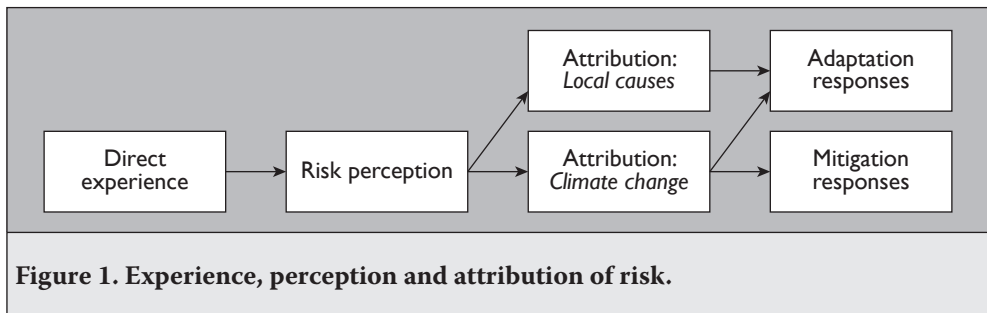 Direct
experience
Risk perception
Attribution:
Local causes
Attribution:
Climate change
Adaptation
responses
Mitigation
responses
Figure 1. Experience, perception and attribution of risk.